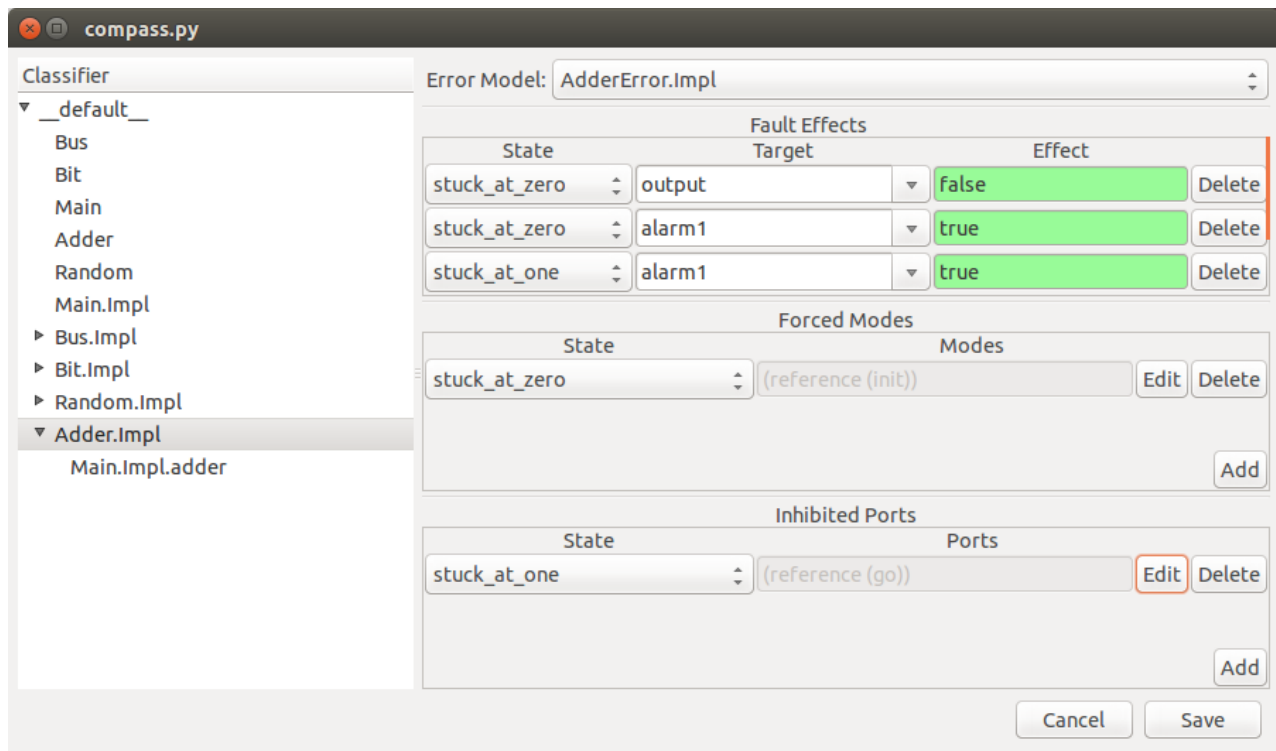 compass.py
Classifier
__default__
Bus
Bit
Main
Adder
Random
Main.Impl
Bus.Impl
Bit.Impl
Random.Impl
Adder.Impl
Main.Impl.adder
Error Model: AdderError.Impl
Fault Effects
State Target Effect
stuck_at_zero output false Delete
stuck_at_zero alarm1 true Delete
stuck_at_one alarm1 true Delete
Forced Modes
State Modes
stuck_at_zero (reference (init)) Edit Delete
Add
Inhibited Ports
State Ports
stuck_at_one (reference (go)) Edit Delete
Add
Cancel Save